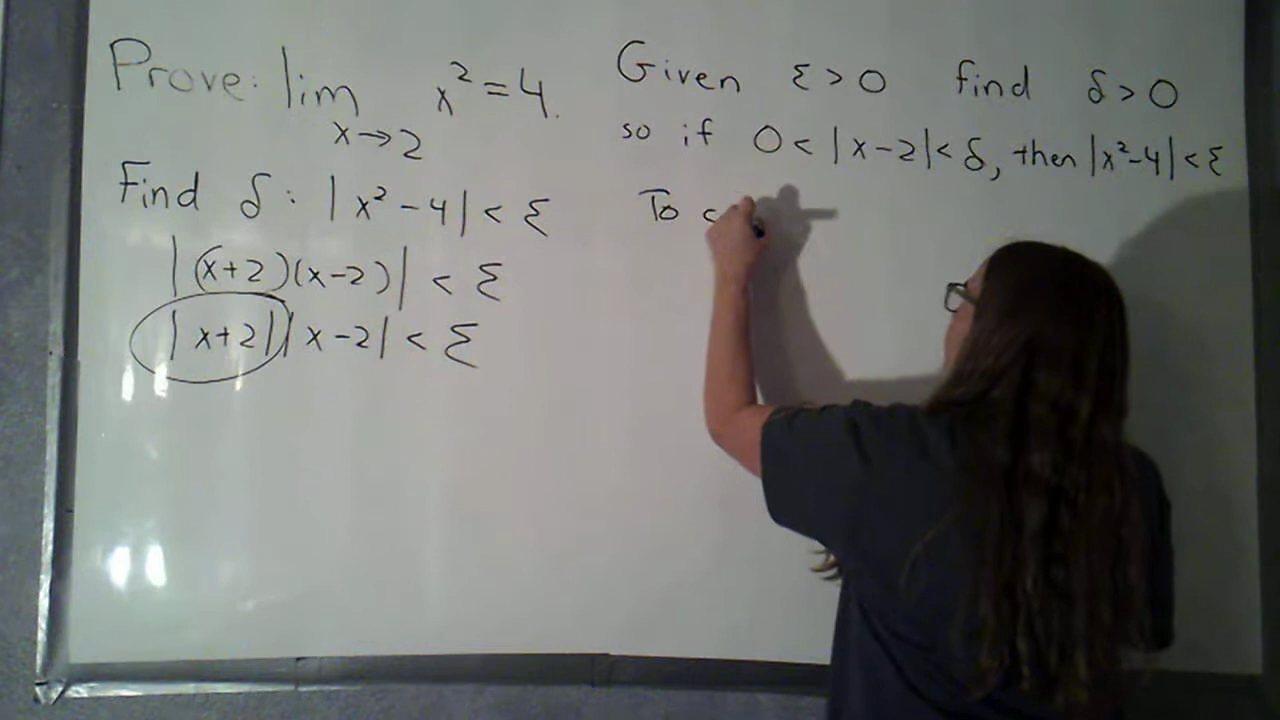 Prove: lim x² = 4.
x→2
Find δ: |x² - 4| < ε
|(x+2)(x-2)| < ε
|x+2||x-2| < ε
Given ε > 0 find δ > 0
so if 0 < |x-2| < δ, then |x²-4| < ε
To c